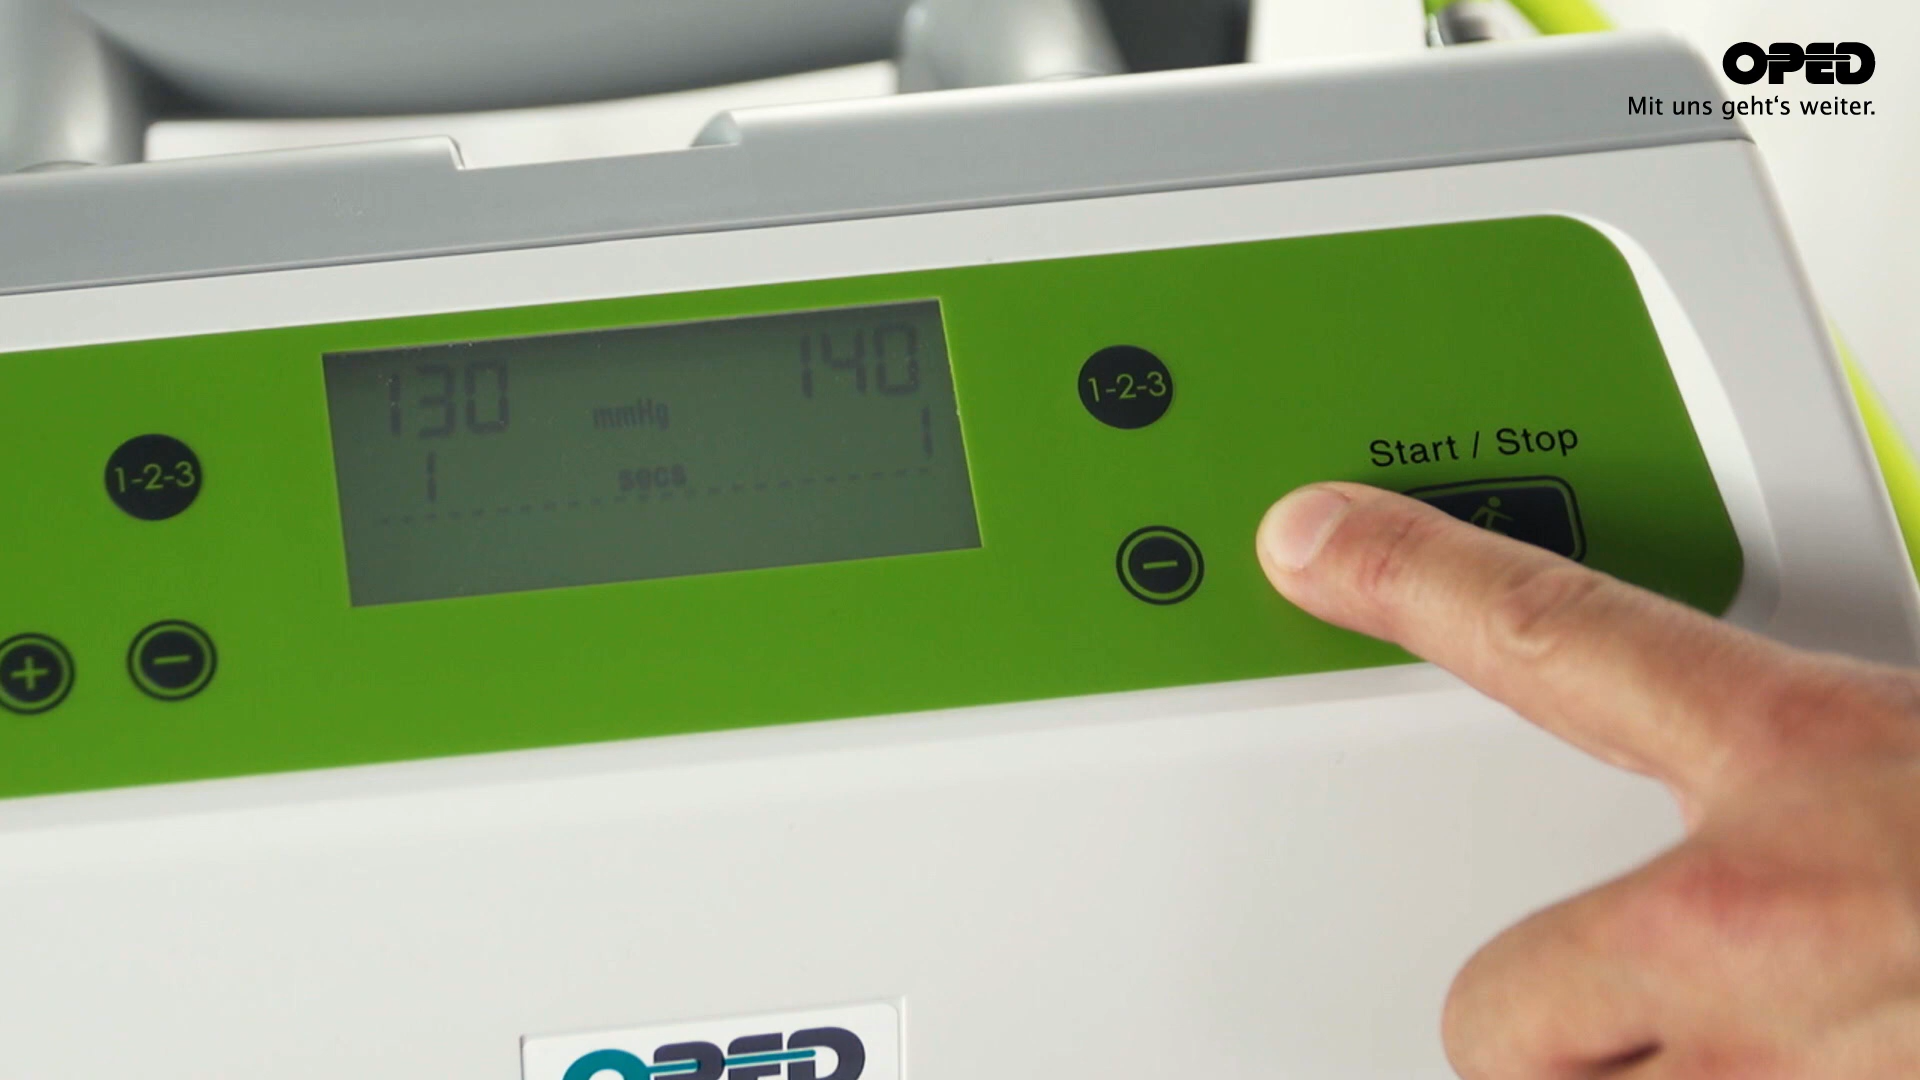 OPED
Mit uns geht's weiter.
130 mmHg 140
1 secs 1
1-2-3
1-2-3
Start / Stop
+ −
−
OPED